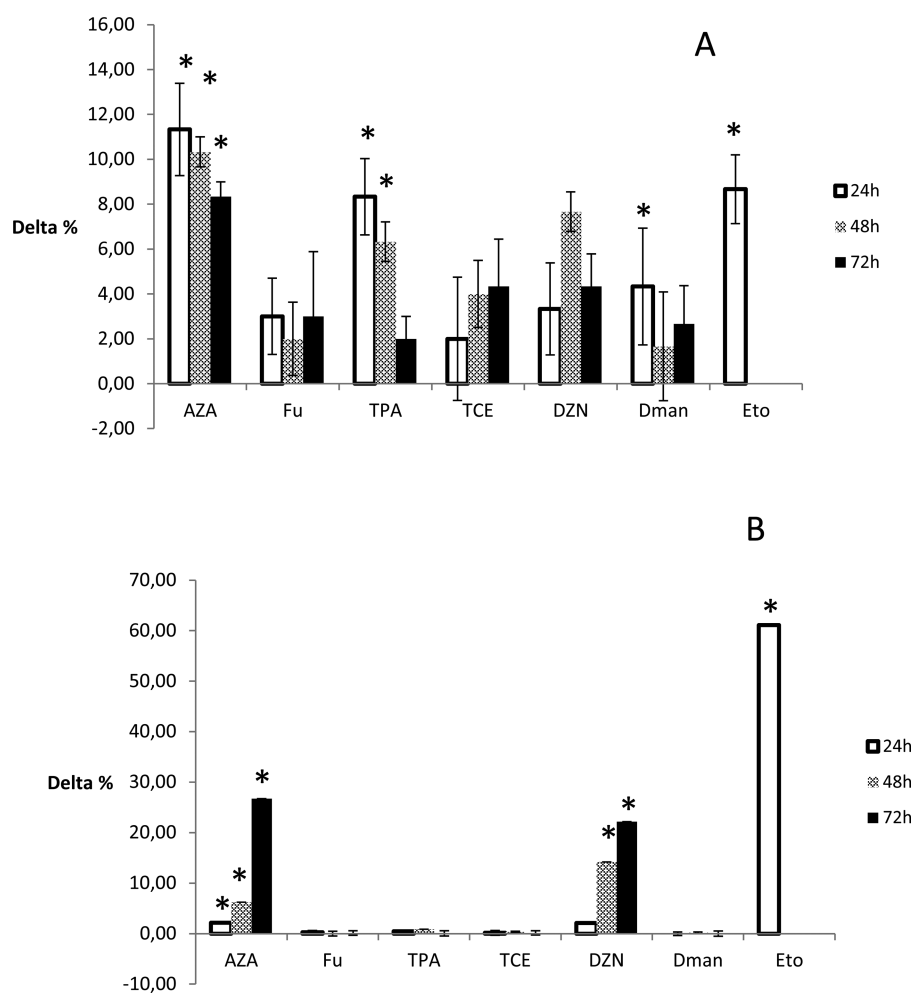 A
16,00
14,00
12,00
10,00
8,00
6,00
4,00
2,00
0,00
-2,00
Delta %
* * * * * * *
AZA Fu TPA TCE DZN Dman Eto
24h
48h
72h
B
70,00
60,00
50,00
40,00
30,00
20,00
10,00
0,00
-10,00
Delta %
* * * * * *
AZA Fu TPA TCE DZN Dman Eto
24h
48h
72h